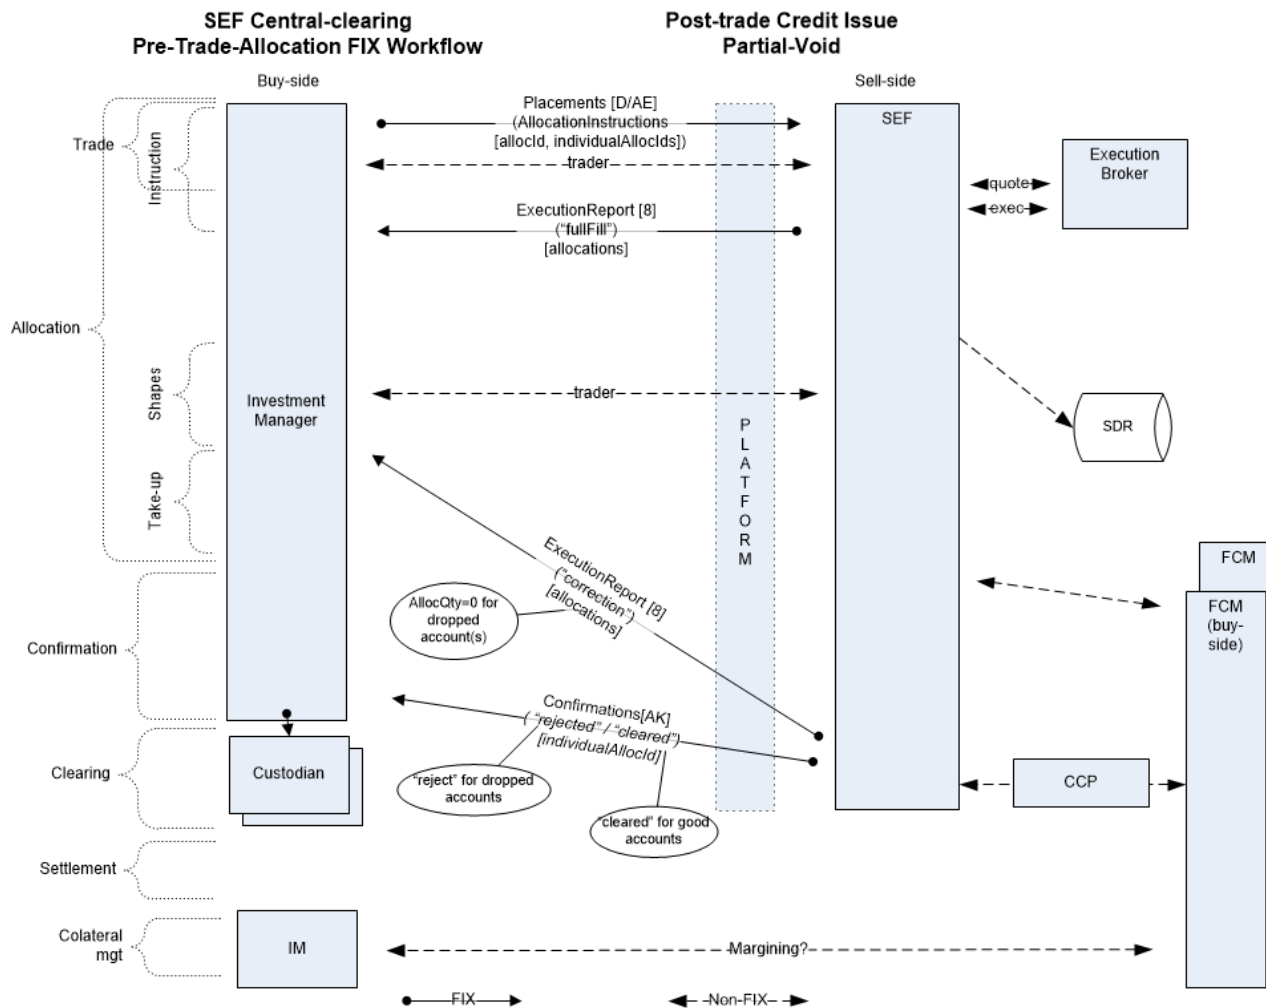 SEF Central-clearing
Pre-Trade-Allocation FIX Workflow
Post-trade Credit Issue
Partial-Void
Buy-side
Sell-side
Placements [D/AE]
(AllocationInstructions
[allocId, individualAllocIds])
trader
SEF
Execution
Broker
quote
exec
Trade
Instruction
ExecutionReport [8]
("fullFill")
[allocations]
Allocation
Shapes
Investment
Manager
trader
PLATFORM
SDR
Take-up
ExecutionReport [8]
("correction")
[allocations]
AllocQty=0 for
dropped
account(s)
FCM
FCM
(buy-
side)
Confirmation
Confirmations[AK]
( "rejected" / "cleared")
[individualAllocId]
Clearing
Custodian
"reject" for dropped
accounts
"cleared" for good
accounts
CCP
Settlement
Colateral
mgt
IM
Margining?
FIX
Non-FIX